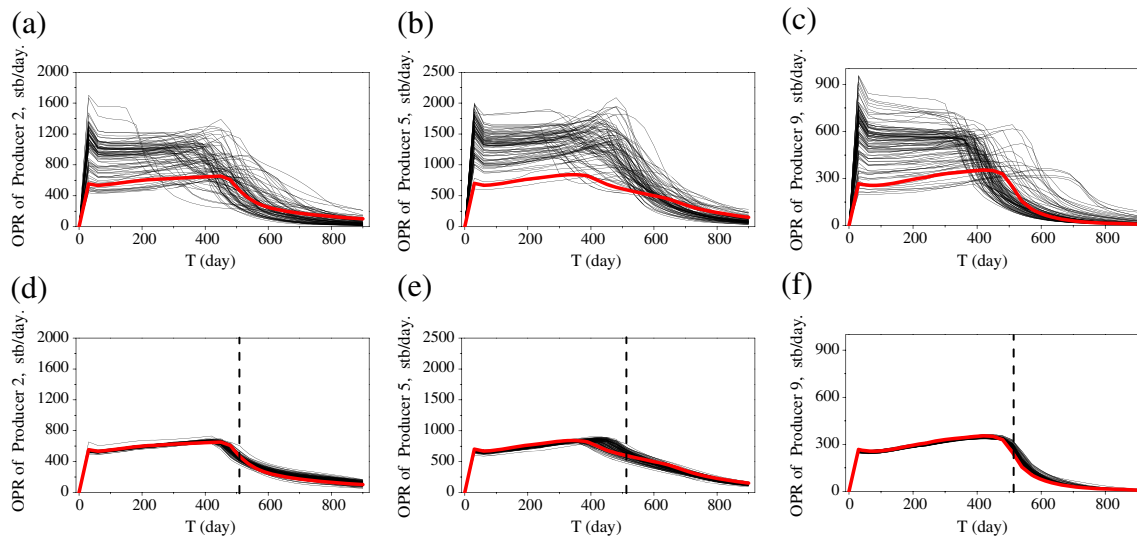 (a)
OPR of Producer 2, stb/day.
2000
1600
1200
800
400
0
0 200 400 600 800
T (day)
(b)
OPR of Producer 5, stb/day.
2500
2000
1500
1000
500
0
0 200 400 600 800
T (day)
(c)
OPR of Producer 9, stb/day.
900
600
300
0
0 200 400 600 800
T (day)
(d)
OPR of Producer 2, stb/day.
2000
1600
1200
800
400
0
0 200 400 600 800
T (day)
(e)
OPR of Producer 5, stb/day.
2500
2000
1500
1000
500
0
0 200 400 600 800
T (day)
(f)
OPR of Producer 9, stb/day.
900
600
300
0
0 200 400 600 800
T (day)